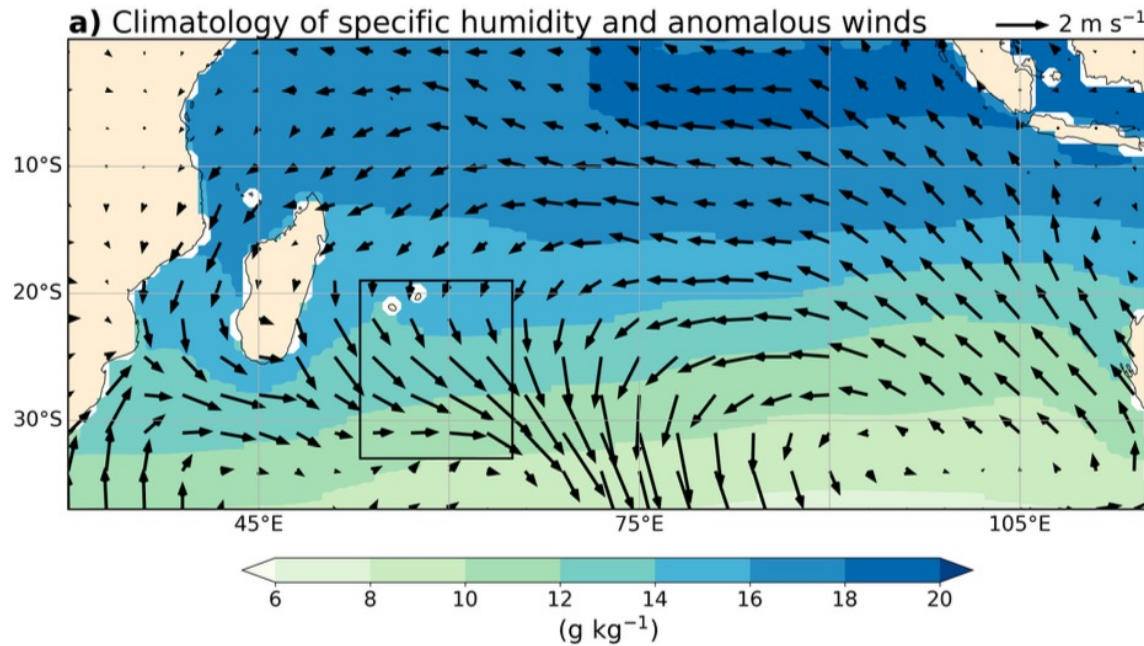 a) Climatology of specific humidity and anomalous winds
2 m s⁻¹
10°S
20°S
30°S
45°E 75°E 105°E
6 8 10 12 14 16 18 20
(g kg⁻¹)